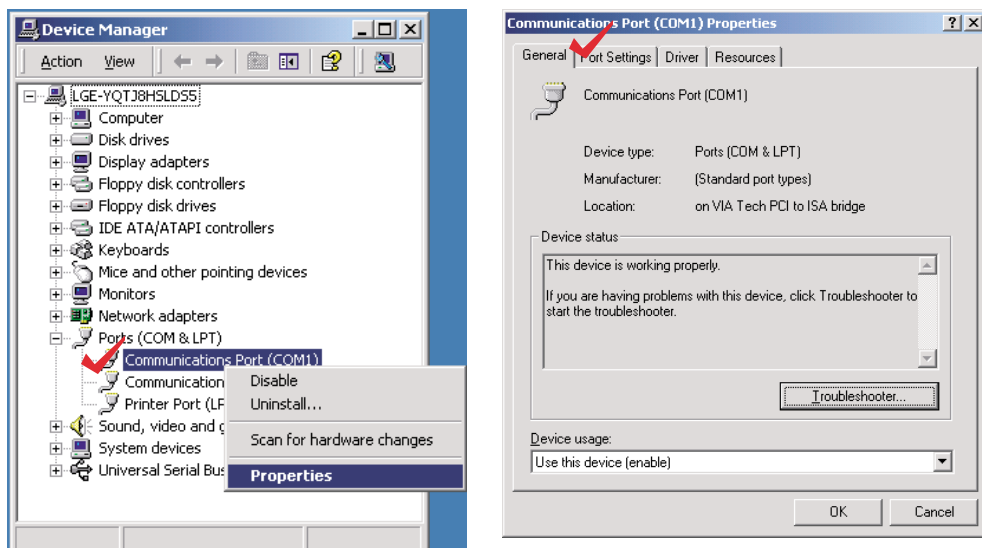 Device Manager
Action View
LGE-YQTJ8HSLDS5
Computer
Disk drives
Display adapters
Floppy disk controllers
Floppy disk drives
IDE ATA/ATAPI controllers
Keyboards
Mice and other pointing devices
Monitors
Network adapters
Ports (COM & LPT)
Communications Port (COM1)
Communication
Printer Port (LP
Sound, video and g
System devices
Universal Serial Bus
Disable
Uninstall...
Scan for hardware changes
Properties
Communications Port (COM1) Properties
General Port Settings Driver Resources
Communications Port (COM1)
Device type: Ports (COM & LPT)
Manufacturer: (Standard port types)
Location: on VIA Tech PCI to ISA bridge
Device status
This device is working properly.
If you are having problems with this device, click Troubleshooter to
start the troubleshooter.
Troubleshooter...
Device usage:
Use this device (enable)
OK Cancel